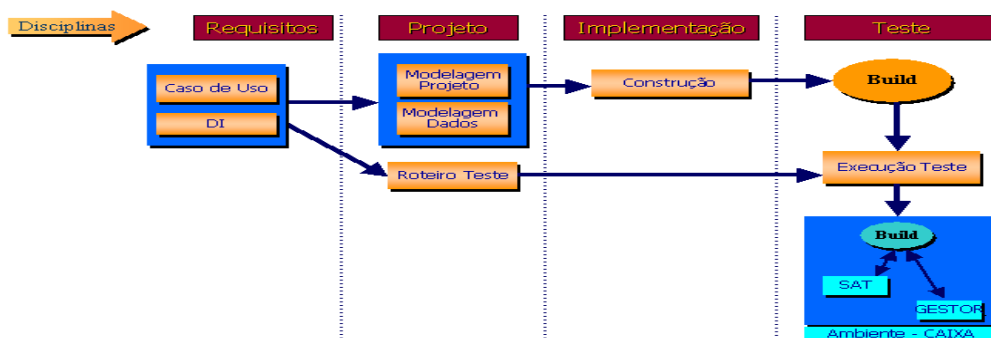 Disciplinas
Requisitos
Projeto
Implementação
Teste
Caso de Uso
DI
Modelagem
Projeto
Modelagem
Dados
Construção
Build
Roteiro Teste
Execução Teste
Build
SAT
GESTOR
Ambiente - CAIXA